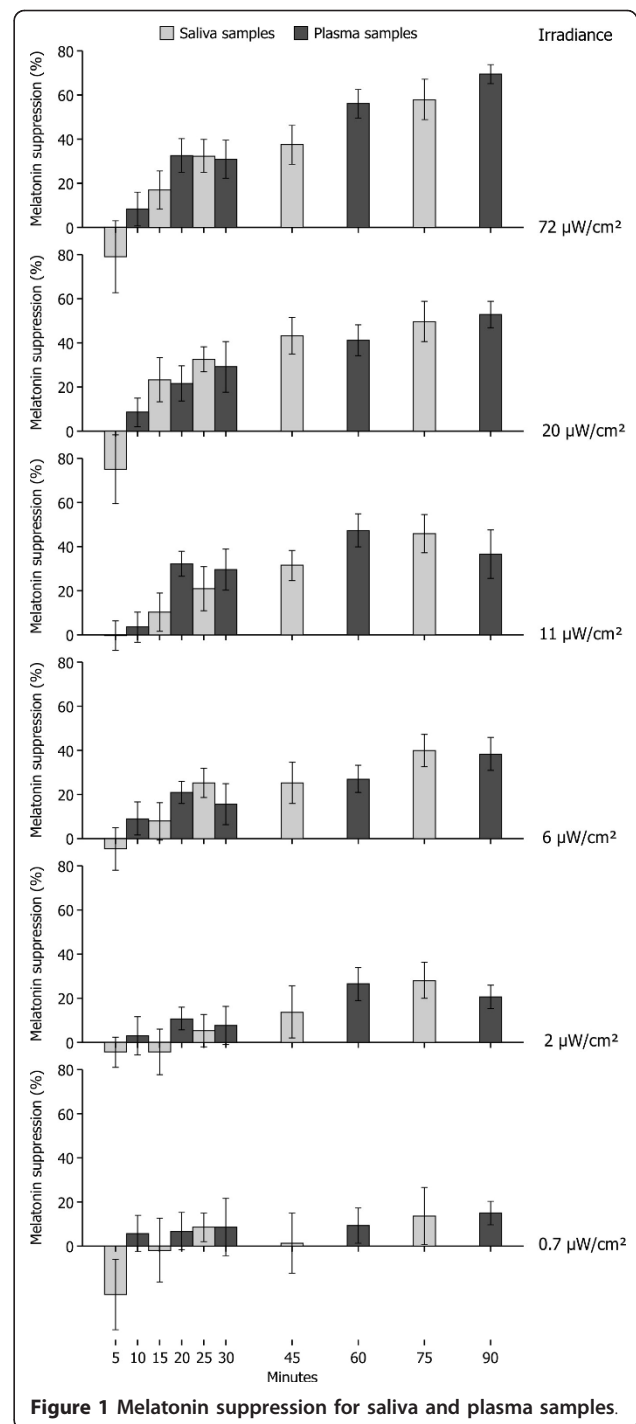 Saliva samples Plasma samples Irradiance
Melatonin suppression (%)
80
60
40
20
0
72 µW/cm²
Melatonin suppression (%)
80
60
40
20
0
20 µW/cm²
Melatonin suppression (%)
80
60
40
20
0
11 µW/cm²
Melatonin suppression (%)
80
60
40
20
0
6 µW/cm²
Melatonin suppression (%)
80
60
40
20
0
2 µW/cm²
Melatonin suppression (%)
80
60
40
20
0
0.7 µW/cm²
5 10 15 20 25 30 45 60 75 90
Minutes
Figure 1 Melatonin suppression for saliva and plasma samples.